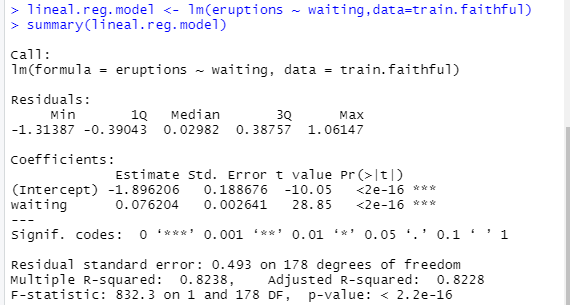 > lineal.reg.model <- lm(eruptions ~ waiting,data=train.faithful)
> summary(lineal.reg.model)
Call:
lm(formula = eruptions ~ waiting, data = train.faithful)
Residuals:
     Min       1Q   Median       3Q      Max
-1.31387 -0.39043  0.02982  0.38757  1.06147
Coefficients:
             Estimate Std. Error t value Pr(>|t|)
(Intercept) -1.896206   0.188676  -10.05   <2e-16 ***
waiting      0.076204   0.002641   28.85   <2e-16 ***
---
Signif. codes:  0 ‘***’ 0.001 ‘**’ 0.01 ‘*’ 0.05 ‘.’ 0.1 ‘ ’ 1
Residual standard error: 0.493 on 178 degrees of freedom
Multiple R-squared:  0.8238,    Adjusted R-squared:  0.8228
F-statistic: 832.3 on 1 and 178 DF,  p-value: < 2.2e-16